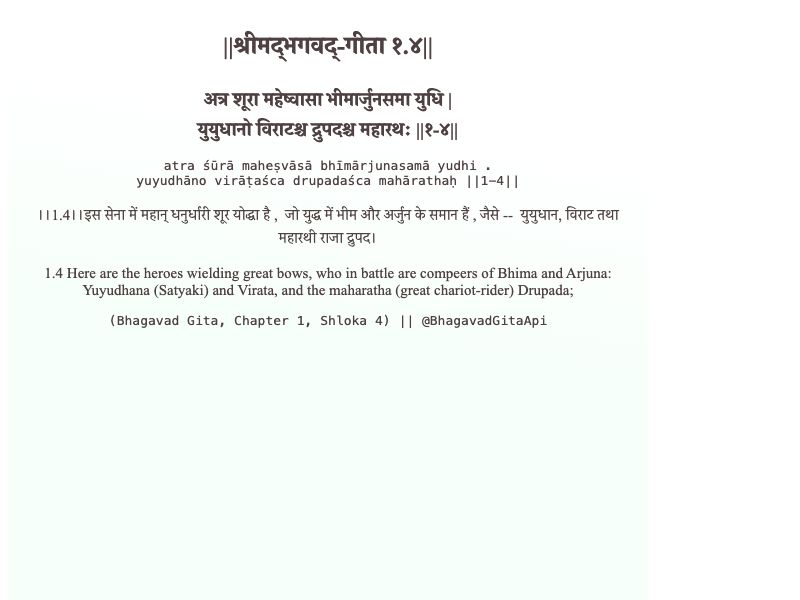 ||श्रीमद्‍भगवद्‍-गीता १.४||
अत्र शूरा महेष्वासा भीमार्जुनसमा युधि |
युयुधानो विराटश्च द्रुपदश्च महारथः ||१-४||
atra śūrā maheṣvāsā bhīmārjunasamā yudhi .
yuyudhāno virāṭaśca drupadaśca mahārathaḥ ||1-4||
।।1.4।।इस सेना में महान् धनुर्धारी शूर योद्धा है , जो युद्ध में भीम और अर्जुन के समान हैं , जैसे -- युयुधान, विराट तथा
महारथी राजा द्रुपद।
1.4 Here are the heroes wielding great bows, who in battle are compeers of Bhima and Arjuna:
Yuyudhana (Satyaki) and Virata, and the maharatha (great chariot-rider) Drupada;
(Bhagavad Gita, Chapter 1, Shloka 4) || @BhagavadGitaApi